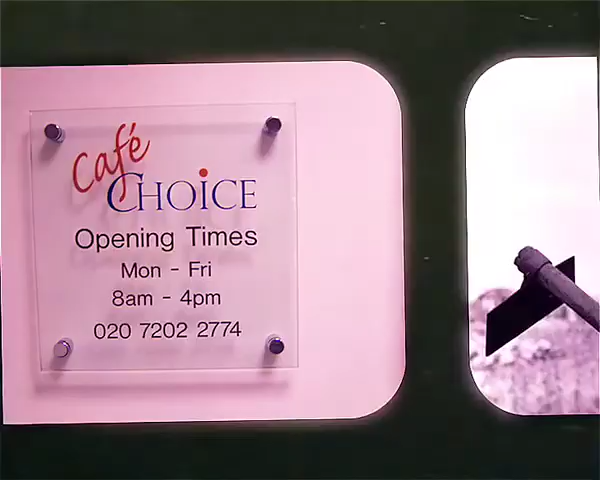 Café
CHOICE
Opening Times
Mon - Fri
8am - 4pm
020 7202 2774